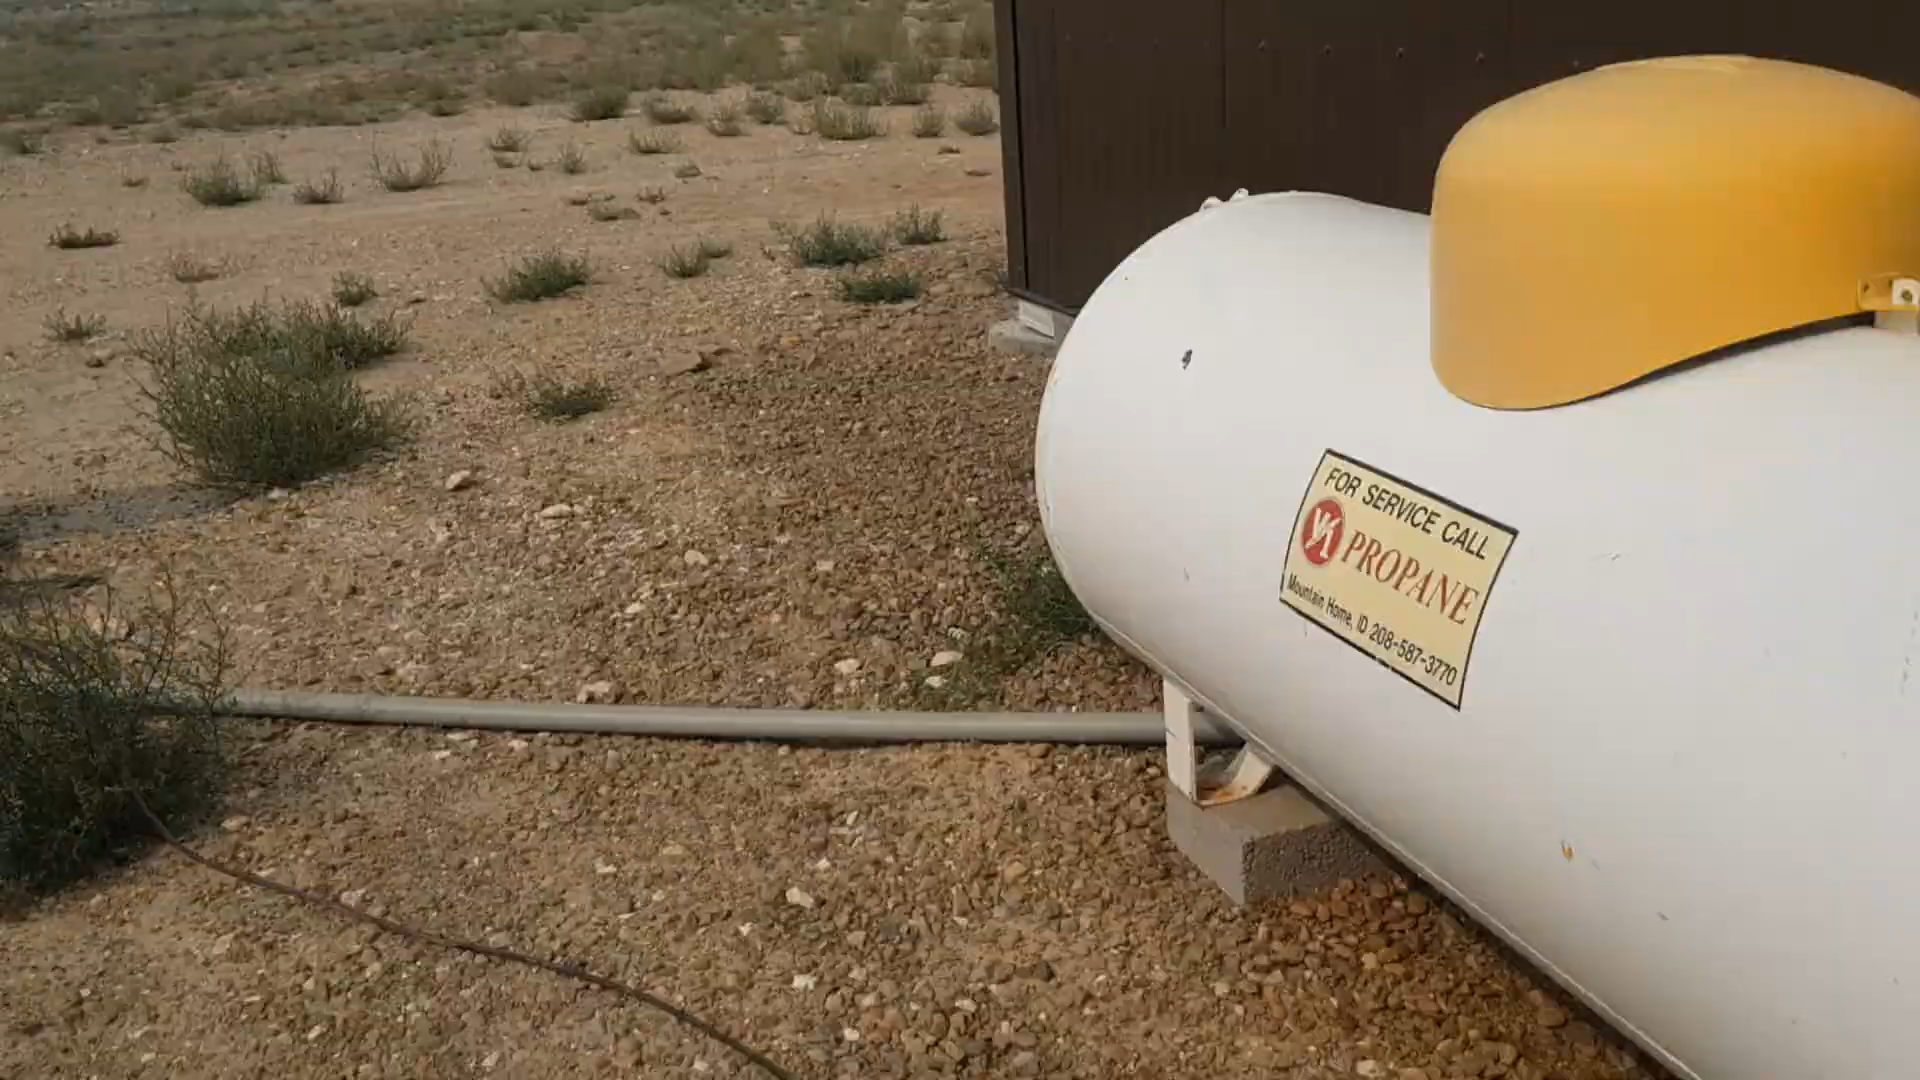 FOR SERVICE CALL
PROPANE
Mountain Home, ID 208-587-3770